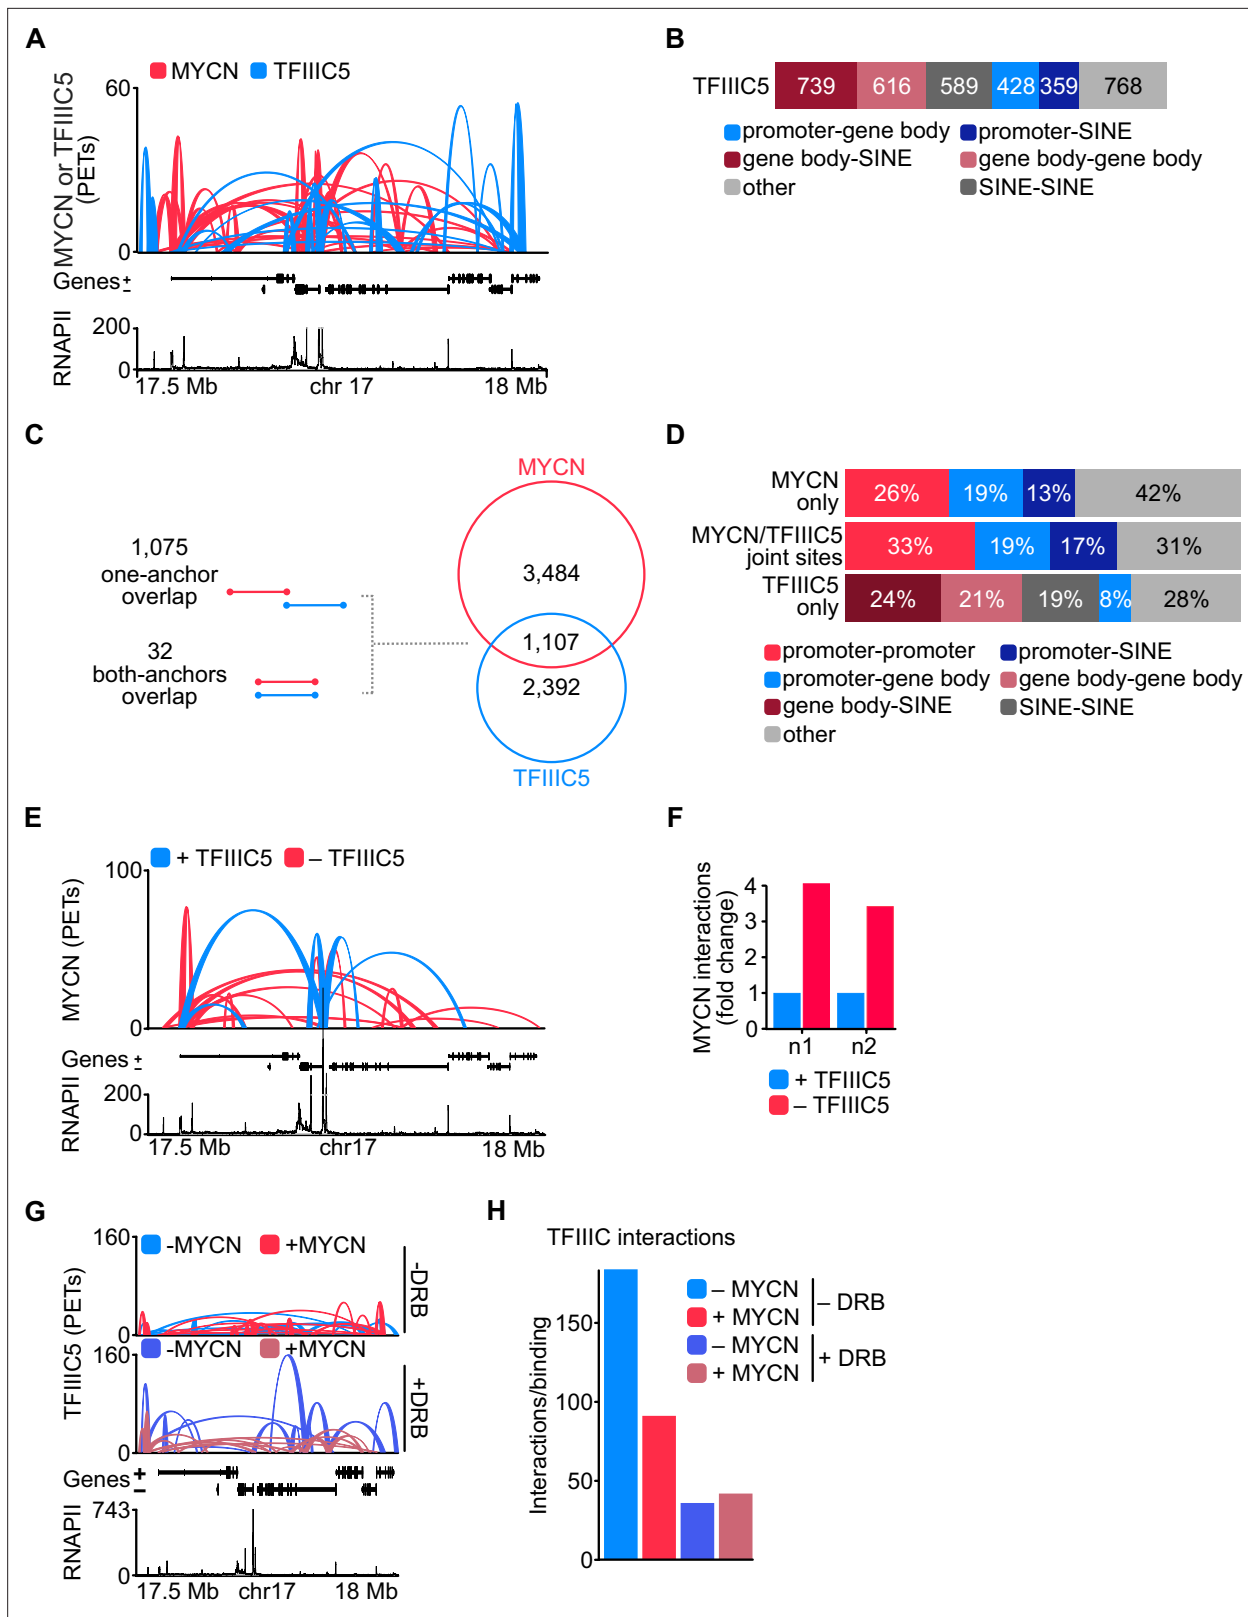 A
MYCN TFIIIC5
MYCN or TFIIIC5
(PETs)
60
0
Genes + –
RNAPII
200
0
17.5 Mb chr 17 18 Mb
B
TFIIIC5 739 616 589 428 359 768
promoter-gene body promoter-SINE
gene body-SINE gene body-gene body
other SINE-SINE
C
MYCN
1,075
one-anchor
overlap
3,484
32
both-anchors
overlap
1,107
2,392
TFIIIC5
D
MYCN
only
26% 19% 13% 42%
MYCN/TFIIIC5
joint sites
33% 19% 17% 31%
TFIIIC5
only
24% 21% 19% 8% 28%
promoter-promoter promoter-SINE
promoter-gene body gene body-gene body
gene body-SINE SINE-SINE
other
E
+ TFIIIC5 – TFIIIC5
MYCN (PETs)
100
0
Genes + –
RNAPII
200
0
17.5 Mb chr17 18 Mb
F
MYCN interactions
(fold change)
4
3
2
1
0
n1 n2
+ TFIIIC5
– TFIIIC5
G
TFIIIC5 (PETs)
160
-MYCN +MYCN
-DRB
0
160
-MYCN +MYCN
+DRB
0
Genes + –
RNAPII
743
0
17.5 Mb chr17 18 Mb
H
TFIIIC interactions
Interactions/binding
– MYCN
+ MYCN
– DRB
– MYCN
+ MYCN
+ DRB
150
100
50
0